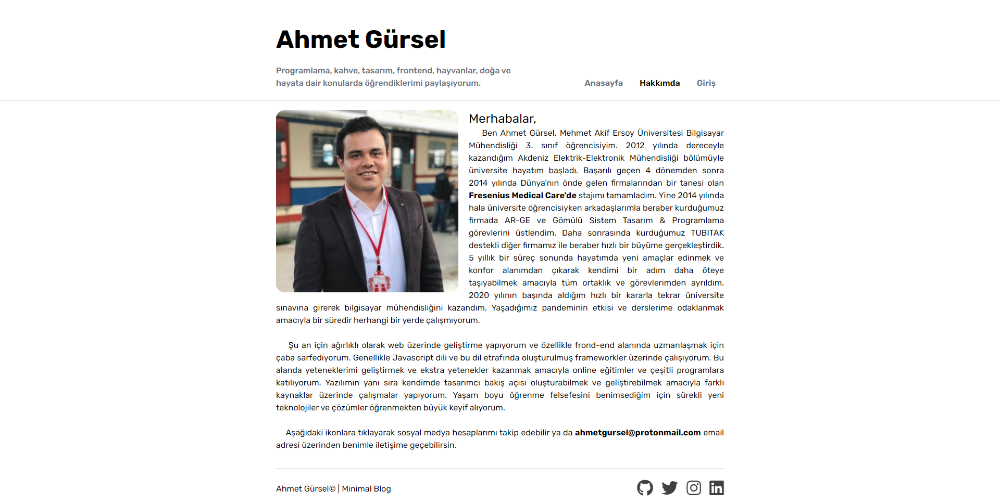 Ahmet Gürsel
Programlama, kahve, tasarım, frontend, hayvanlar, doğa ve
hayata dair konularda öğrendiklerimi paylaşıyorum.
Anasayfa Hakkımda Giriş
Merhabalar,
Ben Ahmet Gürsel. Mehmet Akif Ersoy Üniversitesi Bilgisayar
Mühendisliği 3. sınıf öğrencisiyim. 2012 yılında dereceyle
kazandığım Akdeniz Elektrik-Elektronik Mühendisliği bölümüyle
üniversite hayatım başladı. Başarılı geçen 4 dönemden sonra
2014 yılında Dünya'nın önde gelen firmalarından bir tanesi olan
Fresenius Medical Care'de stajımı tamamladım. Yine 2014 yılında
hala üniversite öğrencisiyken arkadaşlarımla beraber kurduğumuz
firmada AR-GE ve Gömülü Sistem Tasarım & Programlama
görevlerini üstlendim. Daha sonrasında kurduğumuz TUBITAK
destekli diğer firmamız ile beraber hızlı bir büyüme gerçekleştirdik.
5 yıllık bir süreç sonunda hayatımda yeni amaçlar edinmek ve
konfor alanımdan çıkarak kendimi bir adım daha öteye
taşıyabilmek amacıyla tüm ortaklık ve görevlerimden ayrıldım.
2020 yılının başında aldığım hızlı bir kararla tekrar üniversite
sınavına girerek bilgisayar mühendisliğini kazandım. Yaşadığımız pandeminin etkisi ve derslerime odaklanmak
amacıyla bir süredir herhangi bir yerde çalışmıyorum.
Şu an için ağırlıklı olarak web üzerinde geliştirme yapıyorum ve özellikle frond-end alanında uzmanlaşmak için
çaba sarfediyorum. Genellikle Javascript dili ve bu dil etrafında oluşturulmuş frameworkler üzerinde çalışıyorum. Bu
alanda yeteneklerimi geliştirmek ve ekstra yetenekler kazanmak amacıyla online eğitimler ve çeşitli programlara
katılıyorum. Yazılımın yanı sıra kendimde tasarımcı bakış açısı oluşturabilmek ve geliştirebilmek amacıyla farklı
kaynaklar üzerinde çalışmalar yapıyorum. Yaşam boyu öğrenme felsefesini benimsediğim için sürekli yeni
teknolojiler ve çözümler öğrenmekten büyük keyif alıyorum.
Aşağıdaki ikonlara tıklayarak sosyal medya hesaplarımı takip edebilir ya da ahmetgursel@protonmail.com email
adresi üzerinden benimle iletişime geçebilirsin.
Ahmet Gürsel© | Minimal Blog